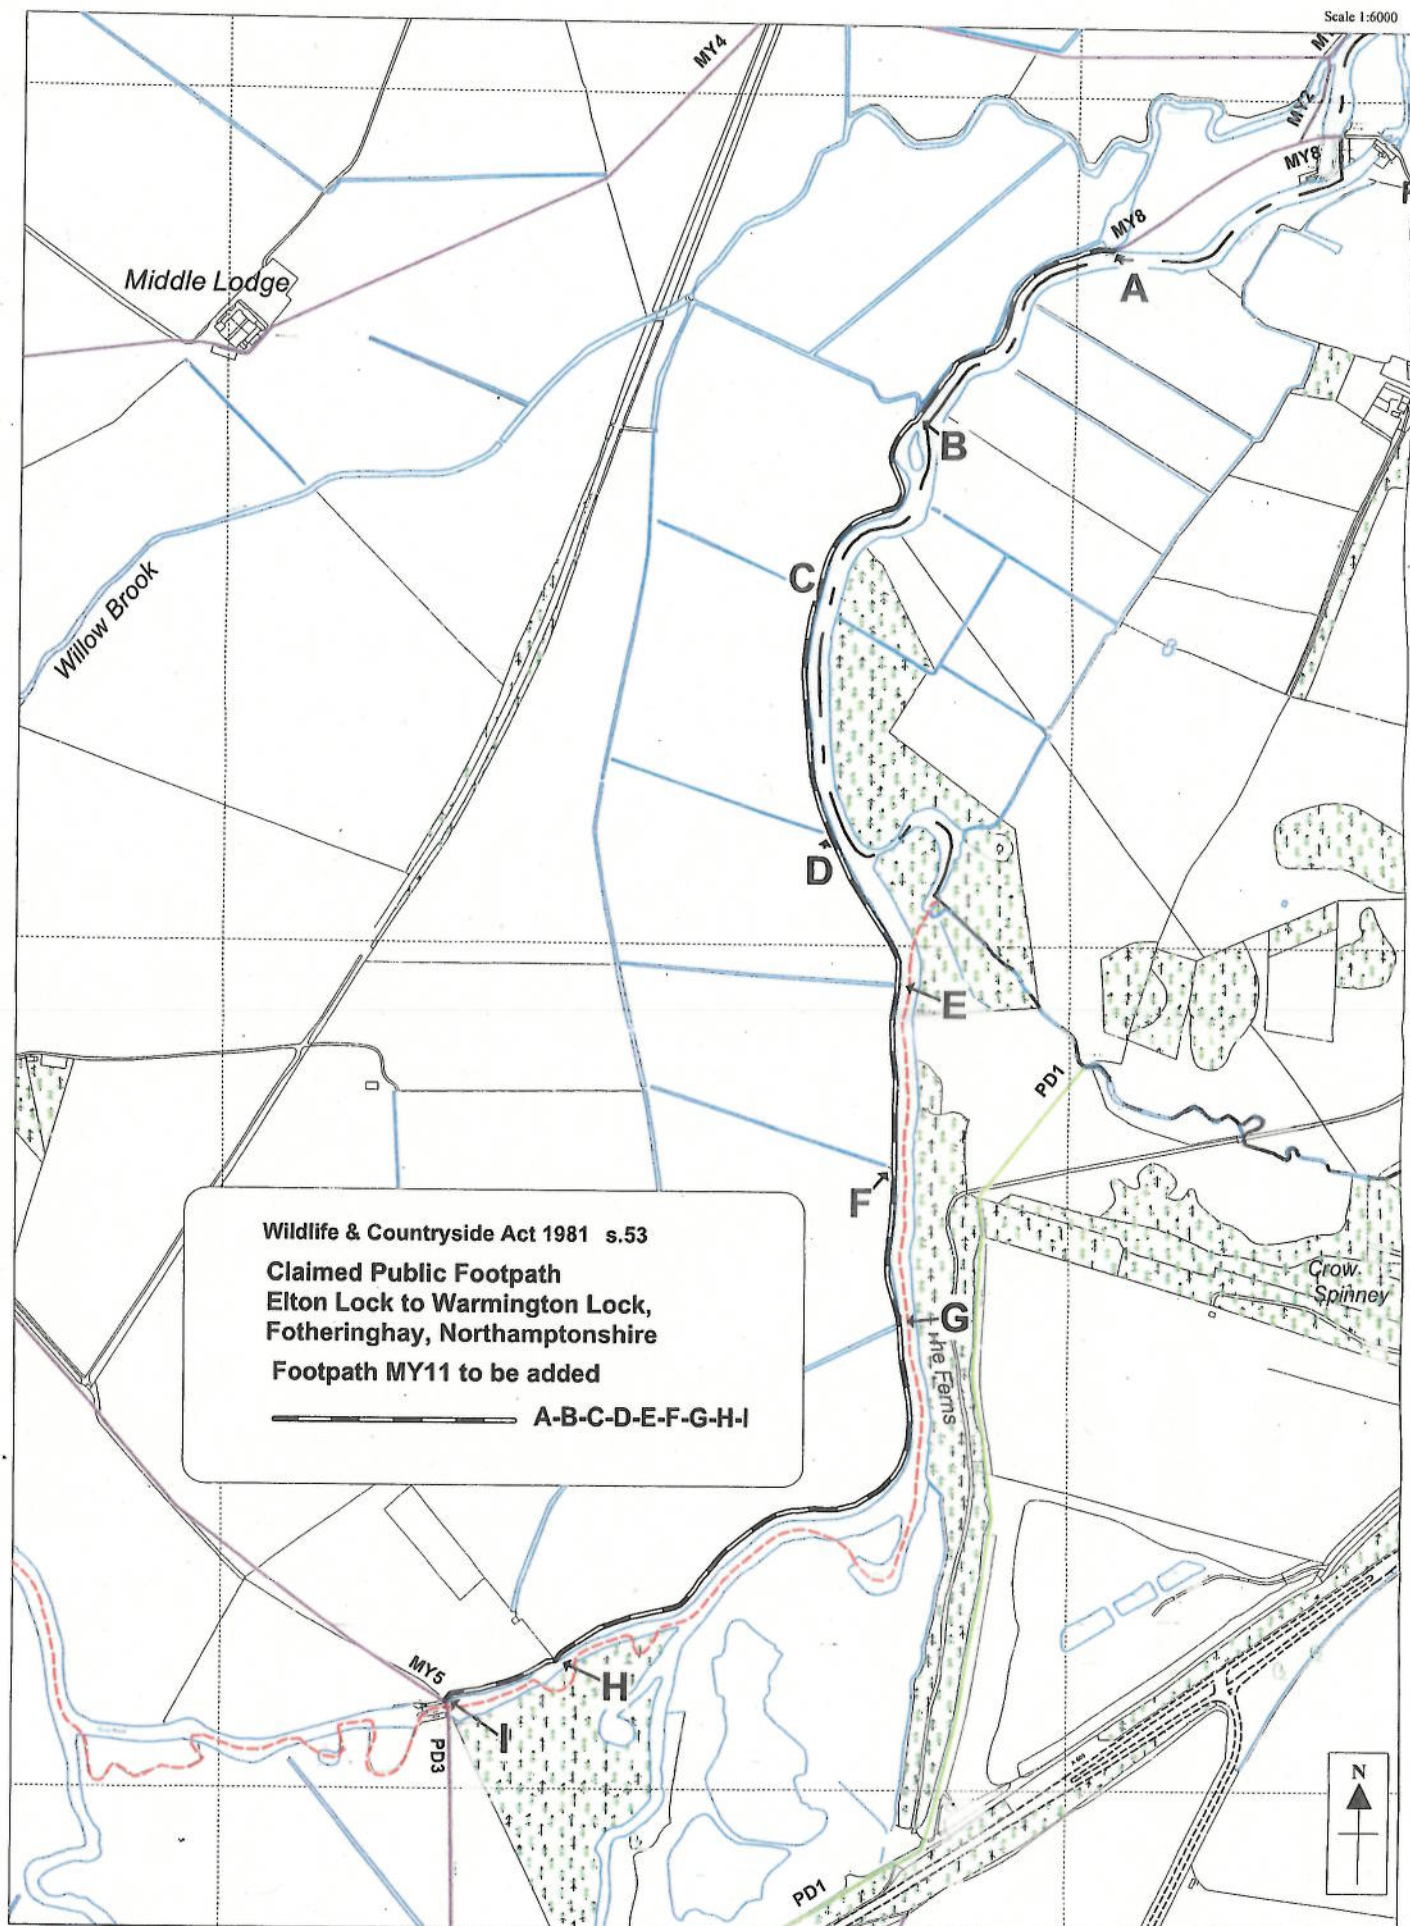 Scale 1:6000
MY4
MY2
MY8
MY8
A
Middle Lodge
B
C
Willow Brook
D
E
PD1
F
Wildlife & Countryside Act 1981 s.53
Claimed Public Footpath
Elton Lock to Warmington Lock,
Fotheringhay, Northamptonshire
Footpath MY11 to be added
A-B-C-D-E-F-G-H-I
Crow
Spinney
G
he Ferns
MY5
H
I
PD3
N
PD1